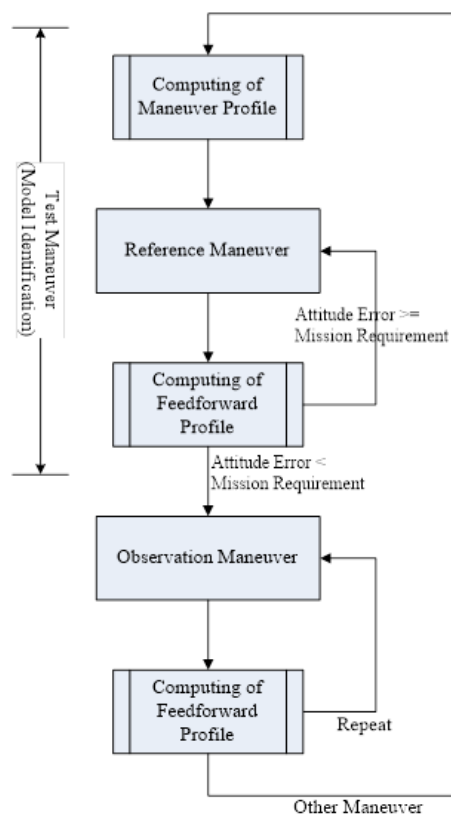 Computing of
Maneuver Profile
Test Maneuver
(Model Identification)
Reference Maneuver
Attitude Error >=
Mission Requirement
Computing of
Feedforward
Profile
Attitude Error <
Mission Requirement
Observation Maneuver
Computing of
Feedforward
Profile
Repeat
Other Maneuver